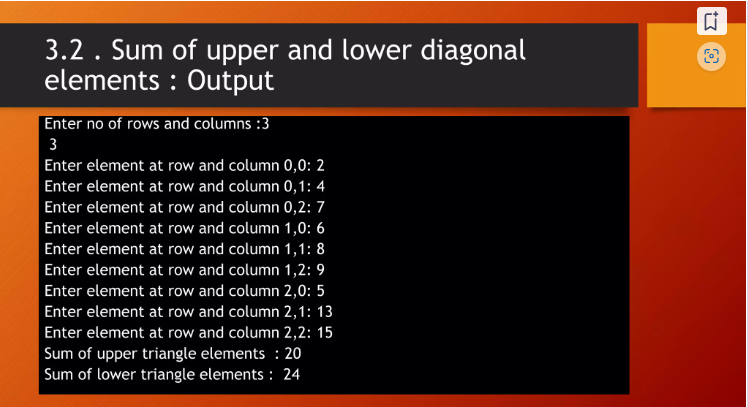 3.2 . Sum of upper and lower diagonal
elements : Output
Enter no of rows and columns :3
3
Enter element at row and column 0,0: 2
Enter element at row and column 0,1: 4
Enter element at row and column 0,2: 7
Enter element at row and column 1,0: 6
Enter element at row and column 1,1: 8
Enter element at row and column 1,2: 9
Enter element at row and column 2,0: 5
Enter element at row and column 2,1: 13
Enter element at row and column 2,2: 15
Sum of upper triangle elements  : 20
Sum of lower triangle elements :  24